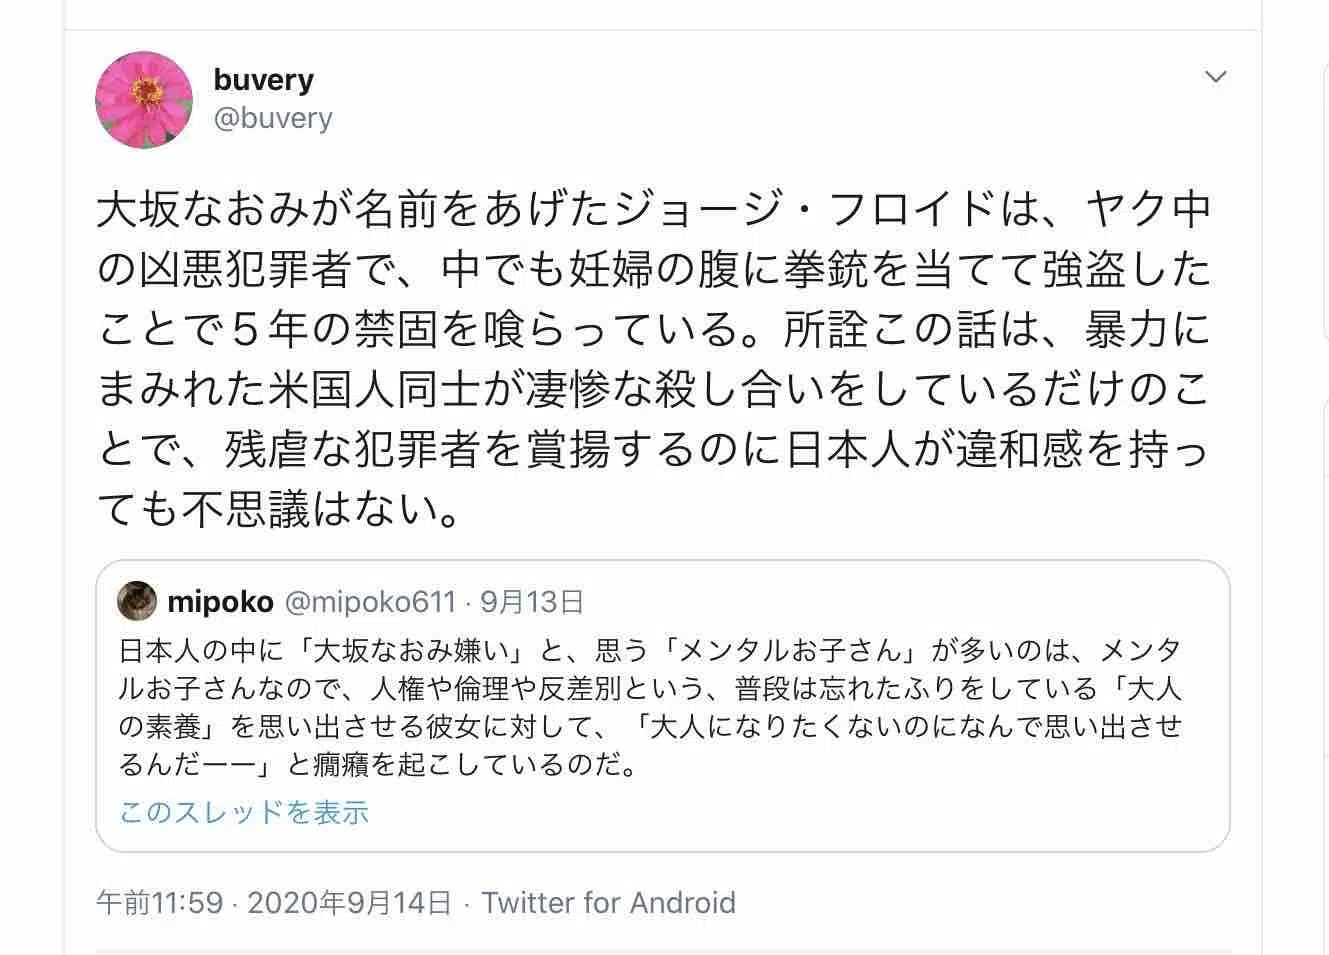 buvery
@buvery
大坂なおみが名前をあげたジョージ・フロイドは、ヤク中
の凶悪犯罪者で、中でも妊婦の腹に拳銃を当てて強盗した
ことで５年の禁固を喰らっている。所詮この話は、暴力に
まみれた米国人同士が凄惨な殺し合いをしているだけのこ
とで、残虐な犯罪者を賞揚するのに日本人が違和感を持っ
ても不思議はない。
mipoko @mipoko611 · 9月13日
日本人の中に「大坂なおみ嫌い」と、思う「メンタルお子さん」が多いのは、メンタ
ルお子さんなので、人権や倫理や反差別という、普段は忘れたふりをしている「大人
の素養」を思い出させる彼女に対して、「大人になりたくないのになんで思い出させ
るんだーー」と癇癪を起こしているのだ。
このスレッドを表示
午前11:59 · 2020年9月14日 · Twitter for Android